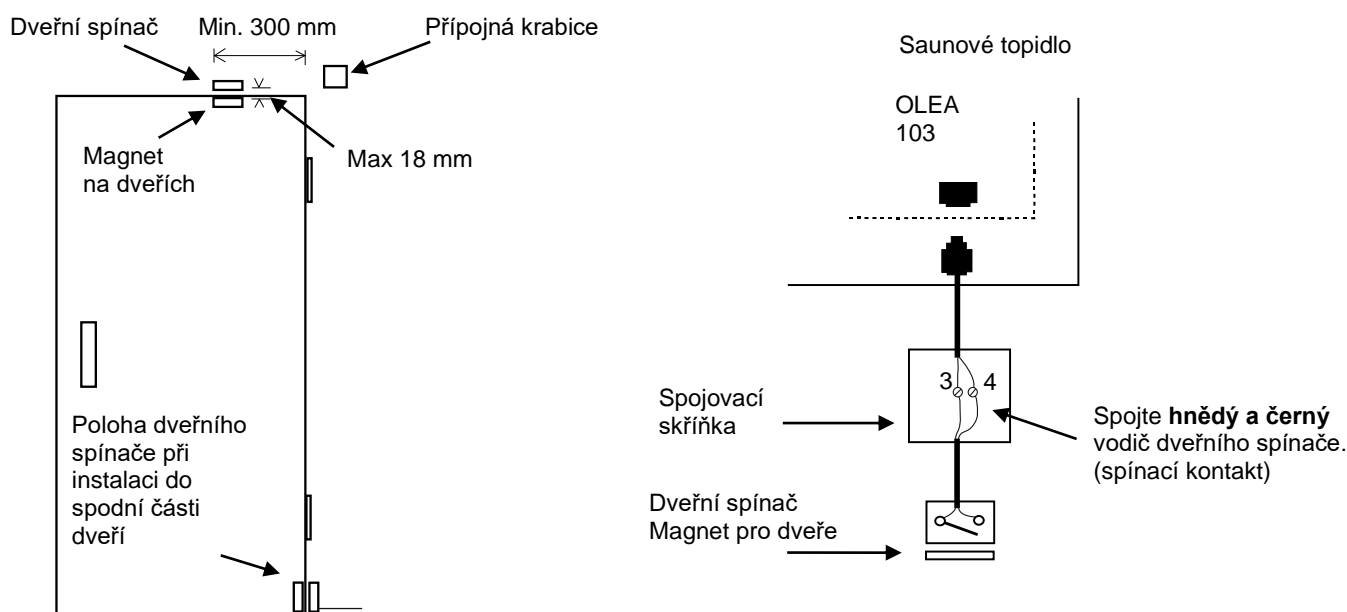 Dveřní spínač
Min. 300 mm
Přípojná krabice
Magnet
na dveřích
Max 18 mm
Poloha dveřního
spínače při
instalaci do
spodní části
dveří
Saunové topidlo
OLEA
103
3
4
Spojovací
skříňka
Spojte hnědý a černý
vodič dveřního spínače.
(spínací kontakt)
Dveřní spínač
Magnet pro dveře